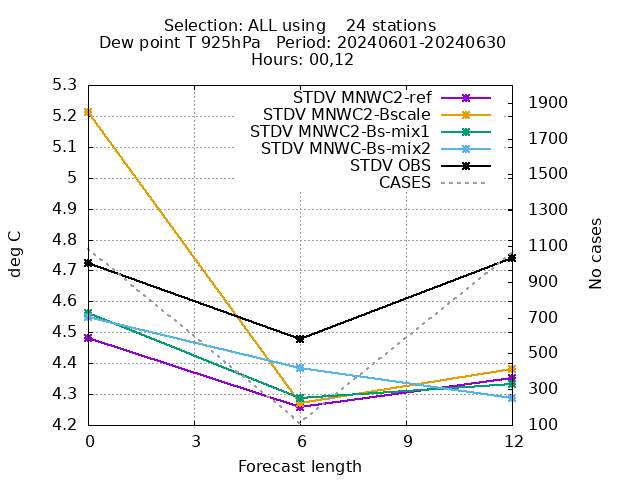 Selection: ALL using    24 stations
Dew point T 925hPa   Period: 20240601-20240630
Hours: 00,12
STDV MNWC2-ref
STDV MNWC2-Bscale
STDV MNWC2-Bs-mix1
STDV MNWC-Bs-mix2
STDV OBS
CASES
deg C
5.3
5.2
5.1
5
4.9
4.8
4.7
4.6
4.5
4.4
4.3
4.2
1900
1700
1500
1300
1100
900
700
500
300
100
No cases
0 3 6 9 12
Forecast length